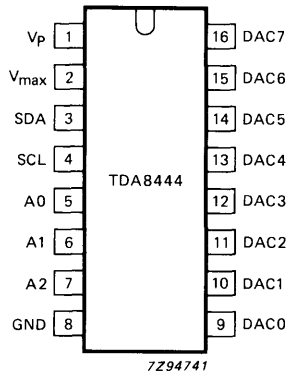 VP 1 16 DAC7
Vmax 2 15 DAC6
SDA 3 14 DAC5
SCL 4 13 DAC4
TDA8444
A0 5 12 DAC3
A1 6 11 DAC2
A2 7 10 DAC1
GND 8 9 DAC0
7Z94741